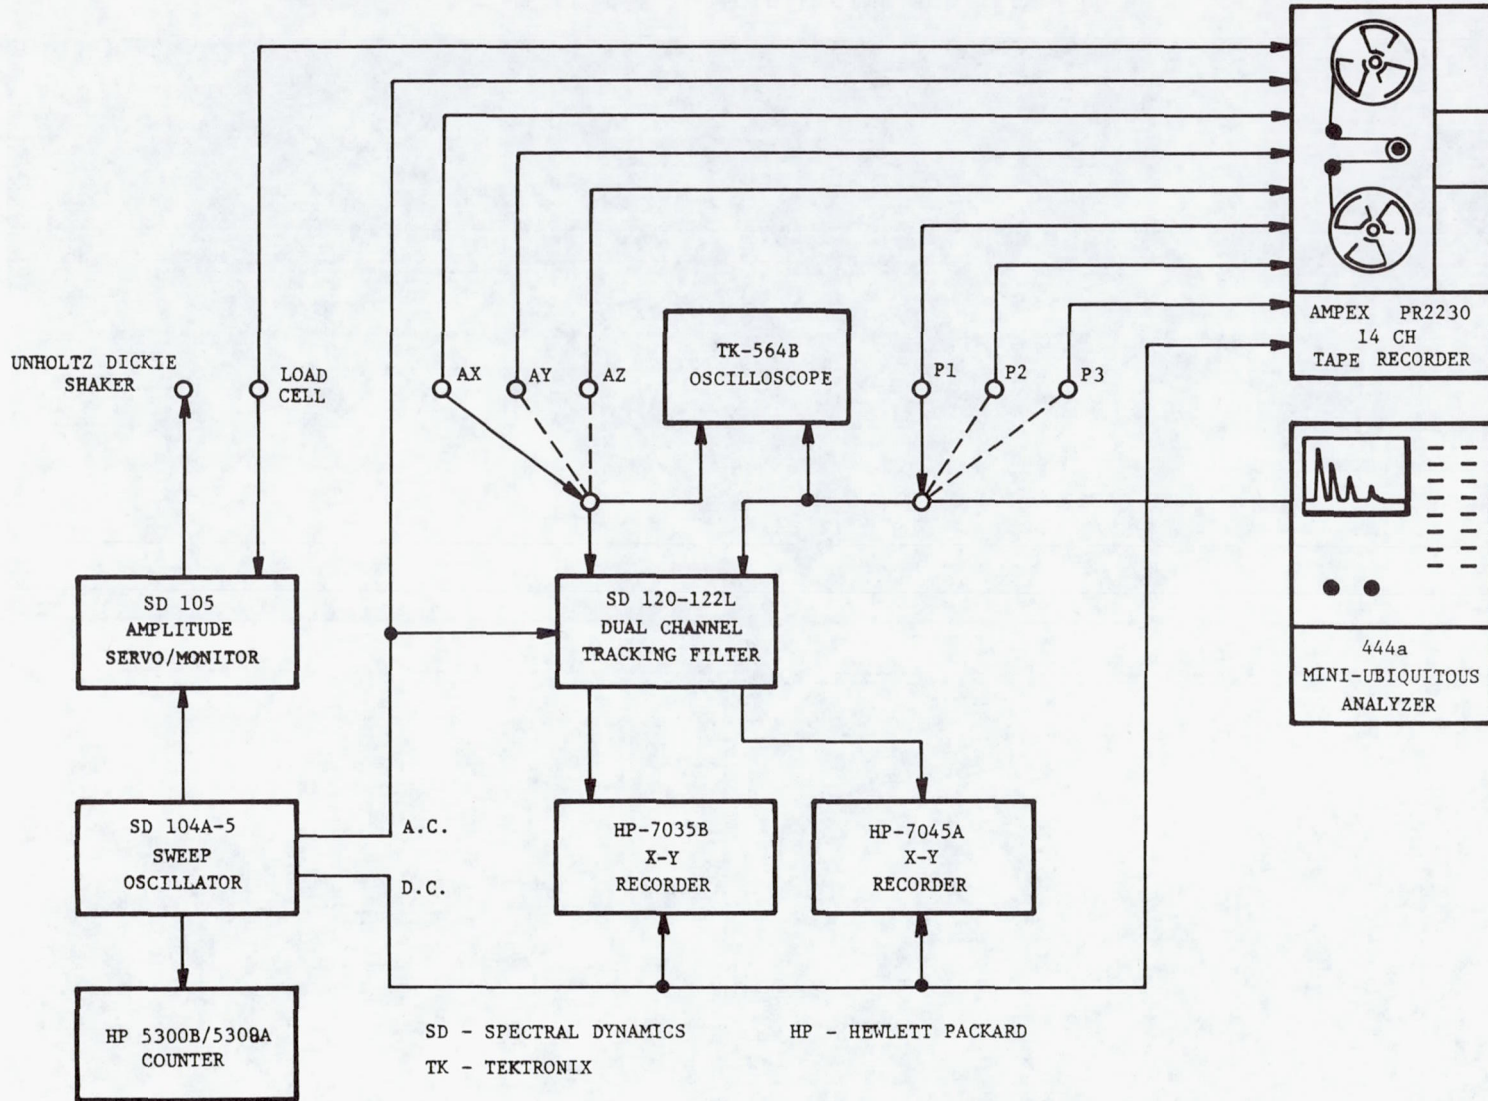 AMPEX PR2230
14 CH
TAPE RECORDER
TK-564B
OSCILLOSCOPE
UNHOLTZ DICKIE
SHAKER
LOAD
CELL
AX
AY
AZ
P1
P2
P3
SD 105
AMPLITUDE
SERVO/MONITOR
SD 120-122L
DUAL CHANNEL
TRACKING FILTER
444a
MINI-UBIQUITOUS
ANALYZER
SD 104A-5
SWEEP
OSCILLATOR
A.C.
D.C.
HP-7035B
X-Y
RECORDER
HP-7045A
X-Y
RECORDER
HP 5300B/5308A
COUNTER
SD - SPECTRAL DYNAMICS
HP - HEWLETT PACKARD
TK - TEKTRONIX